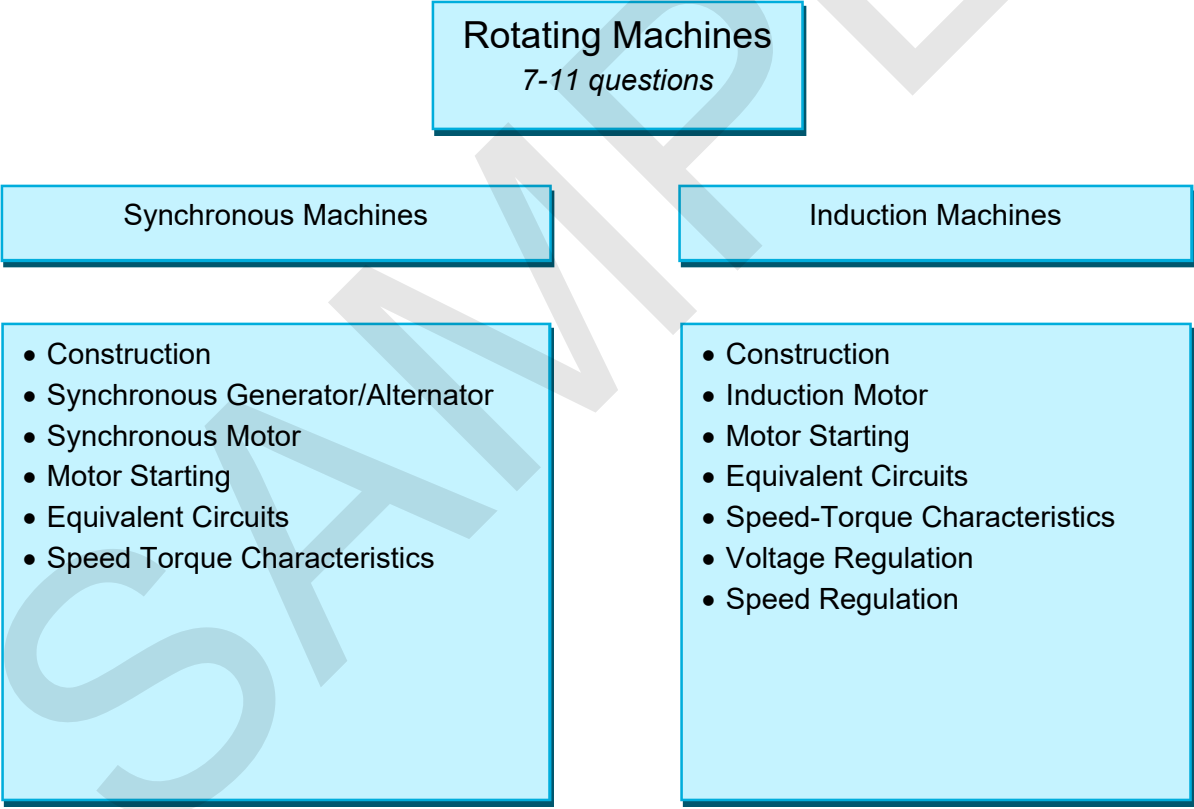 Rotating Machines
7-11 questions
Synchronous Machines
Induction Machines
• Construction
• Synchronous Generator/Alternator
• Synchronous Motor
• Motor Starting
• Equivalent Circuits
• Speed Torque Characteristics
• Construction
• Induction Motor
• Motor Starting
• Equivalent Circuits
• Speed-Torque Characteristics
• Voltage Regulation
• Speed Regulation
SAMPLE